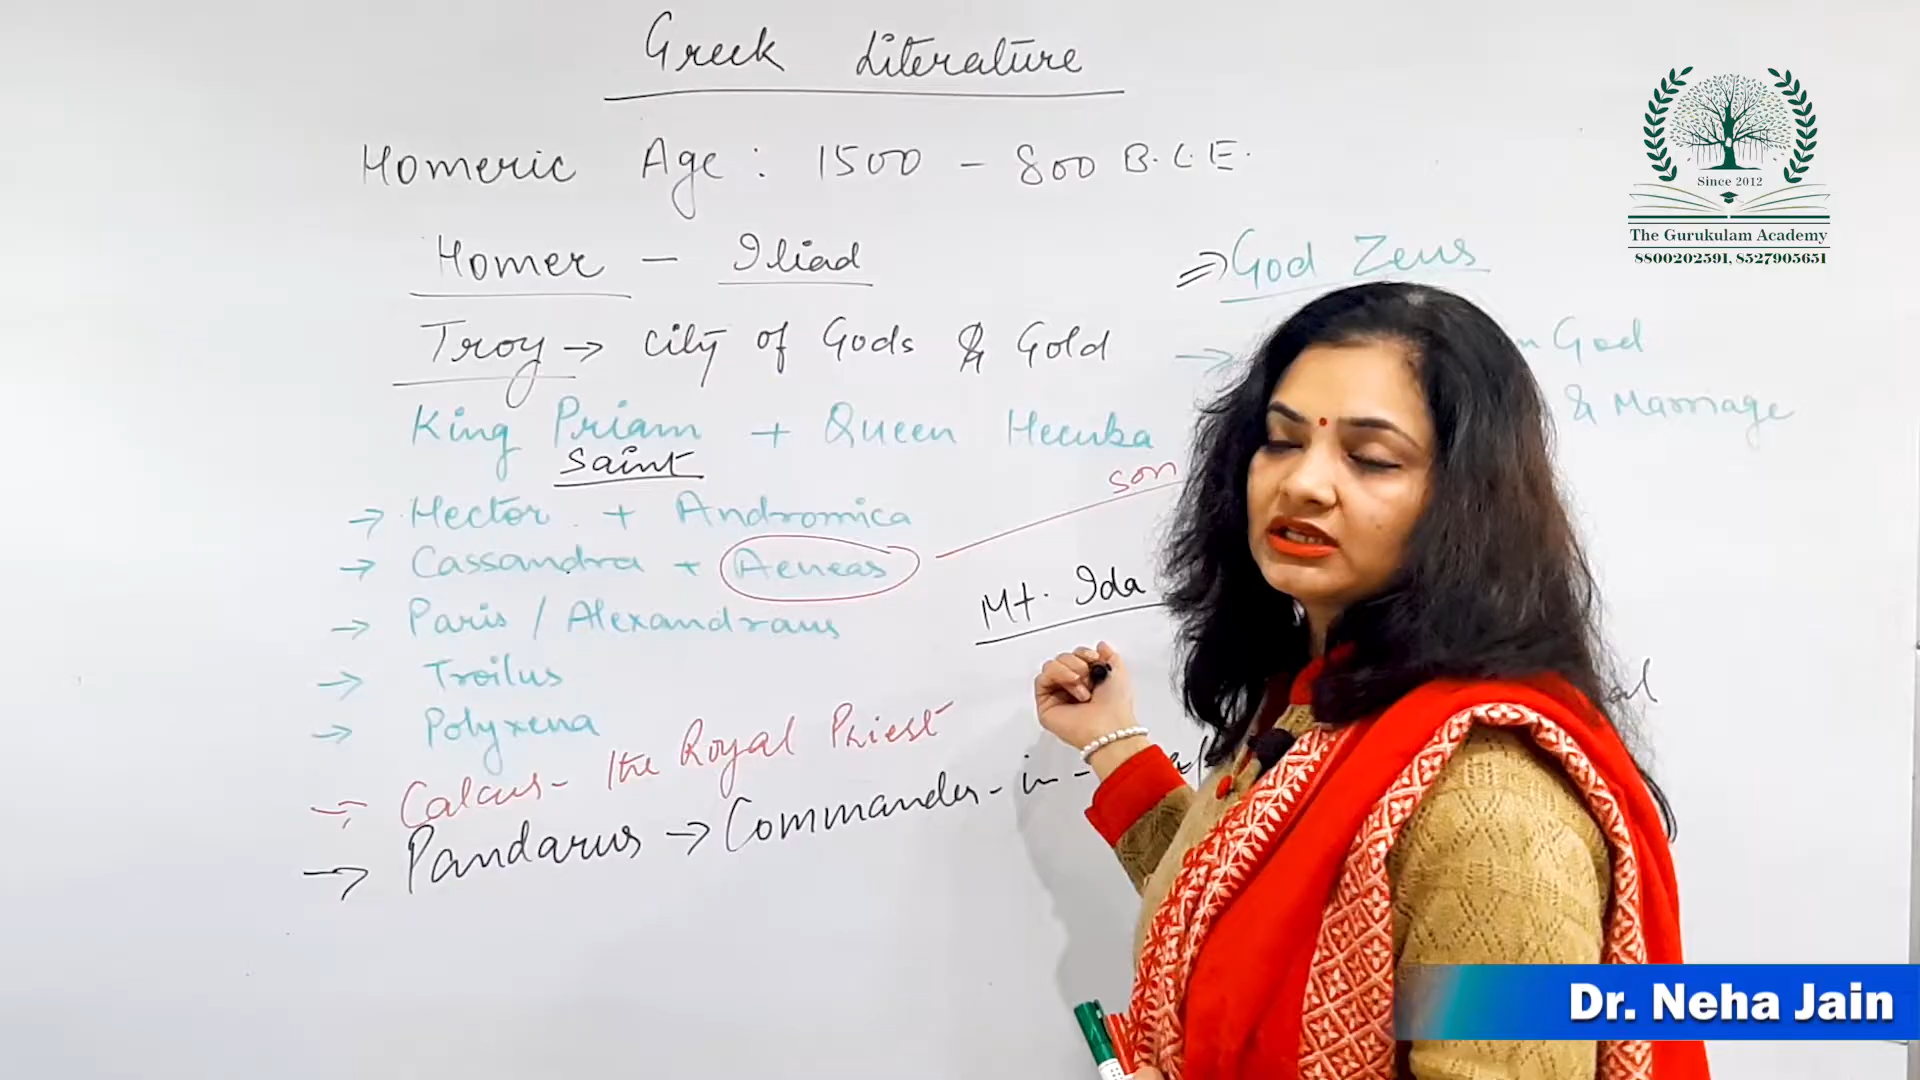 Greek Literature
Homeric Age : 1500 - 800 B.C.E.
Homer - Iliad
Troy → City of Gods & Gold
King Priam + Queen Hecuba
Saint
→ Hector + Andromica
→ Cassandra + Aeneas
son
→ Paris / Alexandraus
→ Troilus
→ Polyxena
→ Calcus - the Royal Priest
→ Pandarus → Commander - in -
Mt. Ida
⇒ God Zeus
→ God
& Marriage
Since 2012
The Gurukulam Academy
8800202591, 8527905651
Dr. Neha Jain